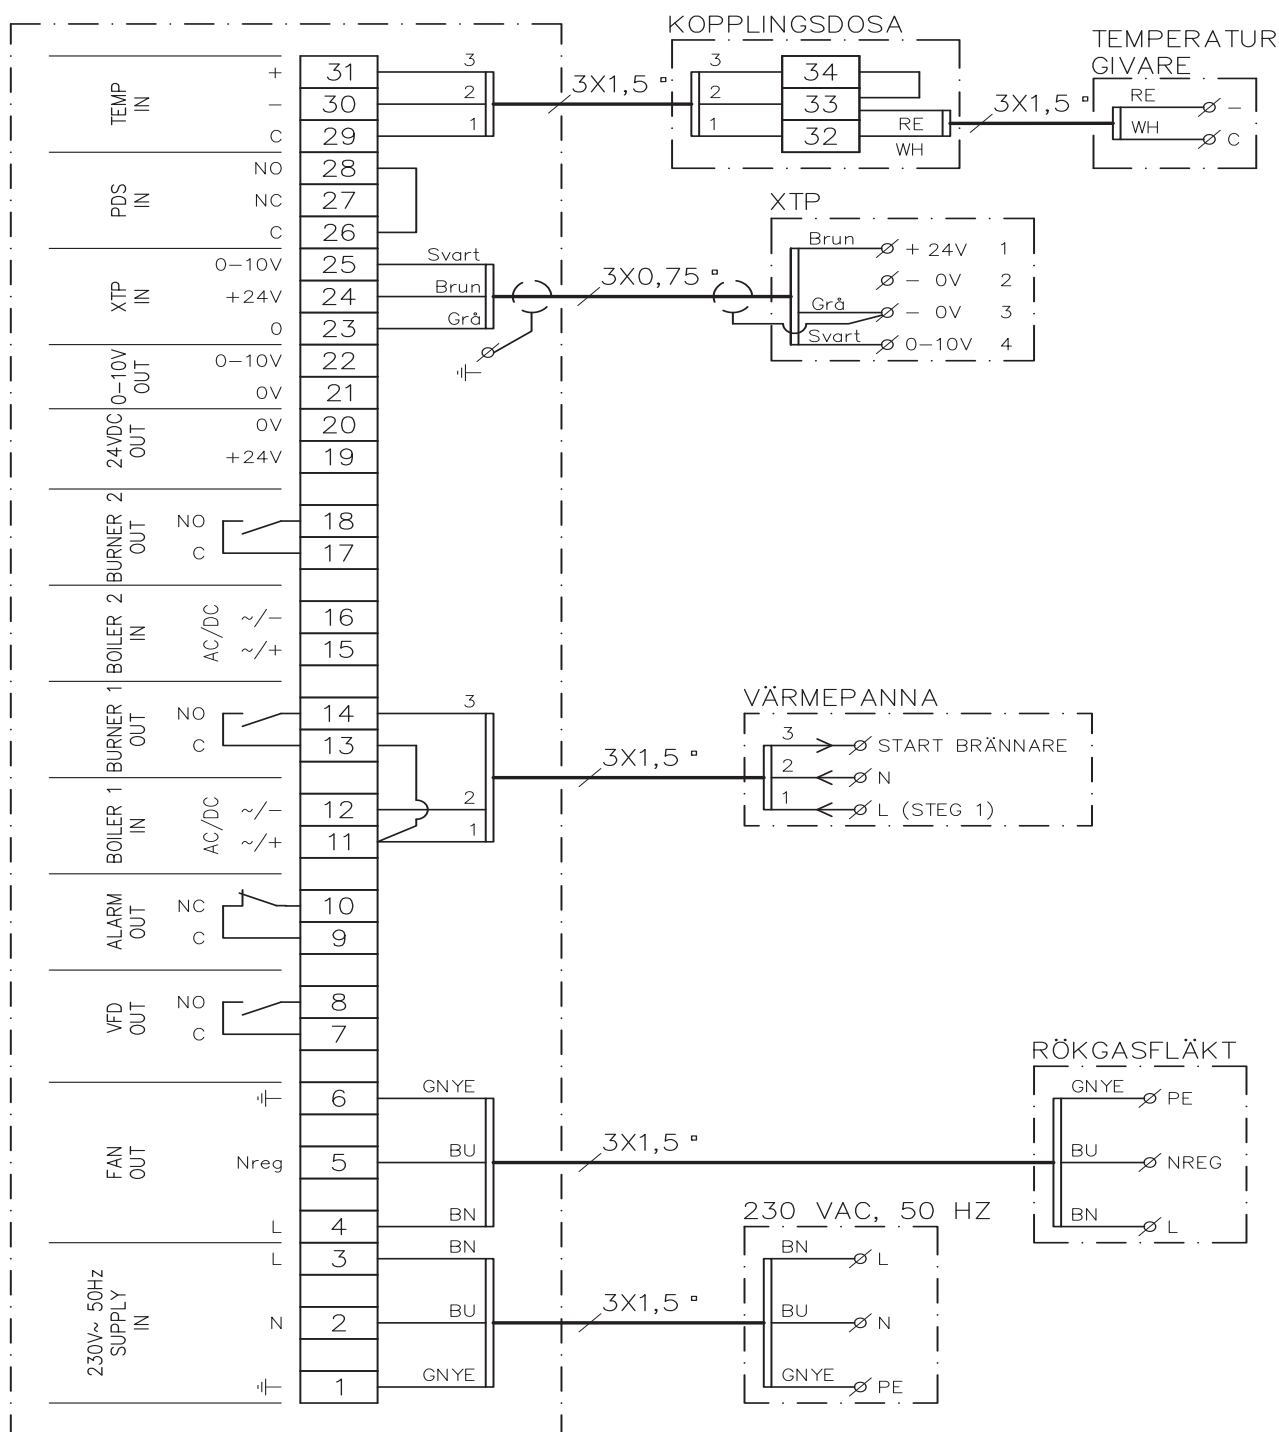 KOPPLINGSDOSA
TEMPERATUR
GIVARE
TEMP
IN
+ 31 3
- 30 2
C 29 1
3X1,5 ▫
3 34
2 33
1 32
RE
WH
3X1,5 ▫
RE -
WH C
PDS
IN
NO 28
NC 27
C 26
XTP
IN
0-10V 25 Svart
+24V 24 Brun
0 23 Grå
3X0,75 ▫
XTP
Brun + 24V 1
- 0V 2
Grå - 0V 3
Svart 0-10V 4
0-10V
OUT
0-10V 22
0V 21
24VDC
OUT
0V 20
+24V 19
BURNER 2
OUT
NO 18
C 17
BOILER 2
IN
AC/DC
~/- 16
~/+ 15
BURNER 1
OUT
NO 14 3
C 13
BOILER 1
IN
AC/DC
~/- 12 2
~/+ 11 1
3X1,5 ▫
VÄRMEPANNA
3 START BRÄNNARE
2 N
1 L (STEG 1)
ALARM
OUT
NC 10
C 9
VFD
OUT
NO 8
C 7
FAN
OUT
6 GNYE
Nreg 5 BU
L 4 BN
3X1,5 ▫
RÖKGASFLÄKT
GNYE PE
BU NREG
BN L
230V~ 50Hz
SUPPLY
IN
L 3 BN
N 2 BU
1 GNYE
3X1,5 ▫
230 VAC, 50 HZ
BN L
BU N
GNYE PE